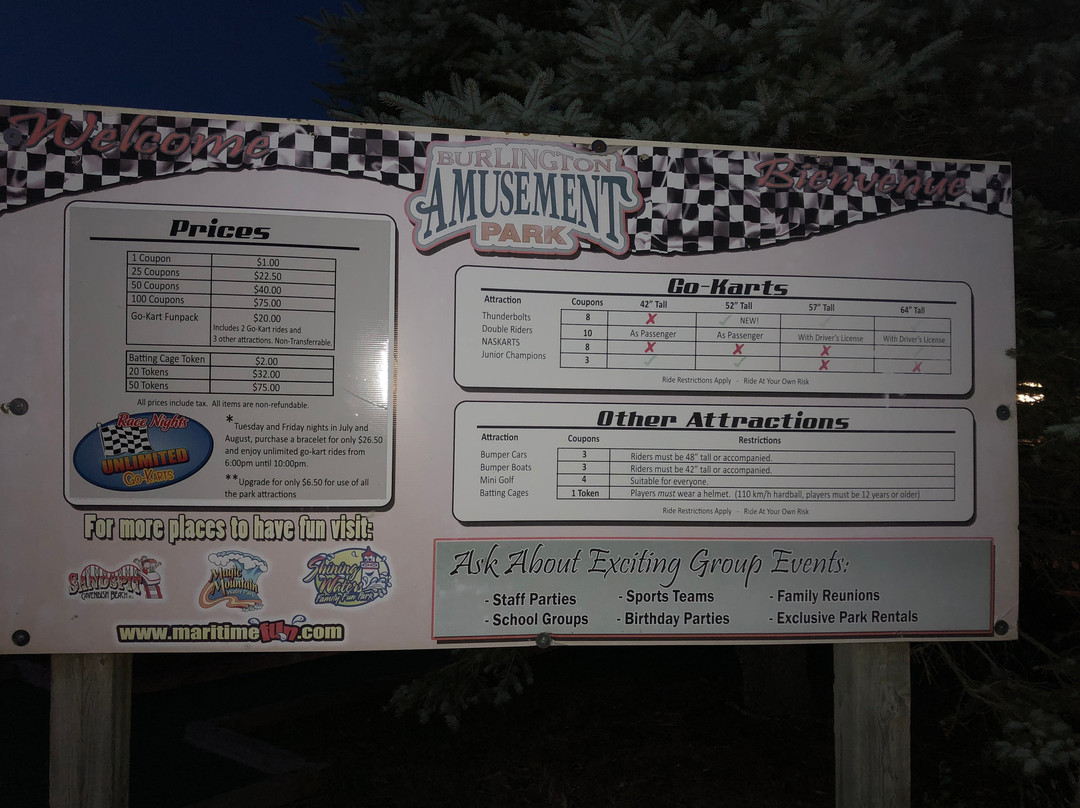 Welcome
BURLINGTON
AMUSEMENT
PARK
Bienvenue
Prices
1 Coupon $1.00
25 Coupons $22.50
50 Coupons $40.00
100 Coupons $75.00
Go-Kart Funpack $20.00
Includes 2 Go-Kart rides and
3 other attractions. Non-Transferrable.
Batting Cage Token $2.00
20 Tokens $32.00
50 Tokens $75.00
All prices include tax. All items are non-refundable.
Race Nights
UNLIMITED
Go-Karts
*Tuesday and Friday nights in July and
August, purchase a bracelet for only $26.50
and enjoy unlimited go-kart rides from
6:00pm until 10:00pm.
**Upgrade for only $6.50 for use of all
the park attractions
For more places to have fun visit:
SANDSPIT
CAVENDISH BEACH
Magic
Mountain
Shining
Waters
Family Fun Park
www.maritimefun.com
Go-Karts
Attraction Coupons 42" Tall 52" Tall 57" Tall 64" Tall
Thunderbolts 8 ✗ ✓ NEW!
Double Riders 10 As Passenger As Passenger With Driver's License With Driver's License
NASKARTS 8 ✗ ✗ ✗
Junior Champions 3 ✓ ✓ ✗ ✗
Ride Restrictions Apply - Ride At Your Own Risk
Other Attractions
Attraction Coupons Restrictions
Bumper Cars 3 Riders must be 48" tall or accompanied.
Bumper Boats 3 Riders must be 42" tall or accompanied.
Mini Golf 4 Suitable for everyone.
Batting Cages 1 Token Players must wear a helmet. (110 km/h hardball, players must be 12 years or older)
Ride Restrictions Apply - Ride At Your Own Risk
Ask About Exciting Group Events:
- Staff Parties - Sports Teams - Family Reunions
- School Groups - Birthday Parties - Exclusive Park Rentals